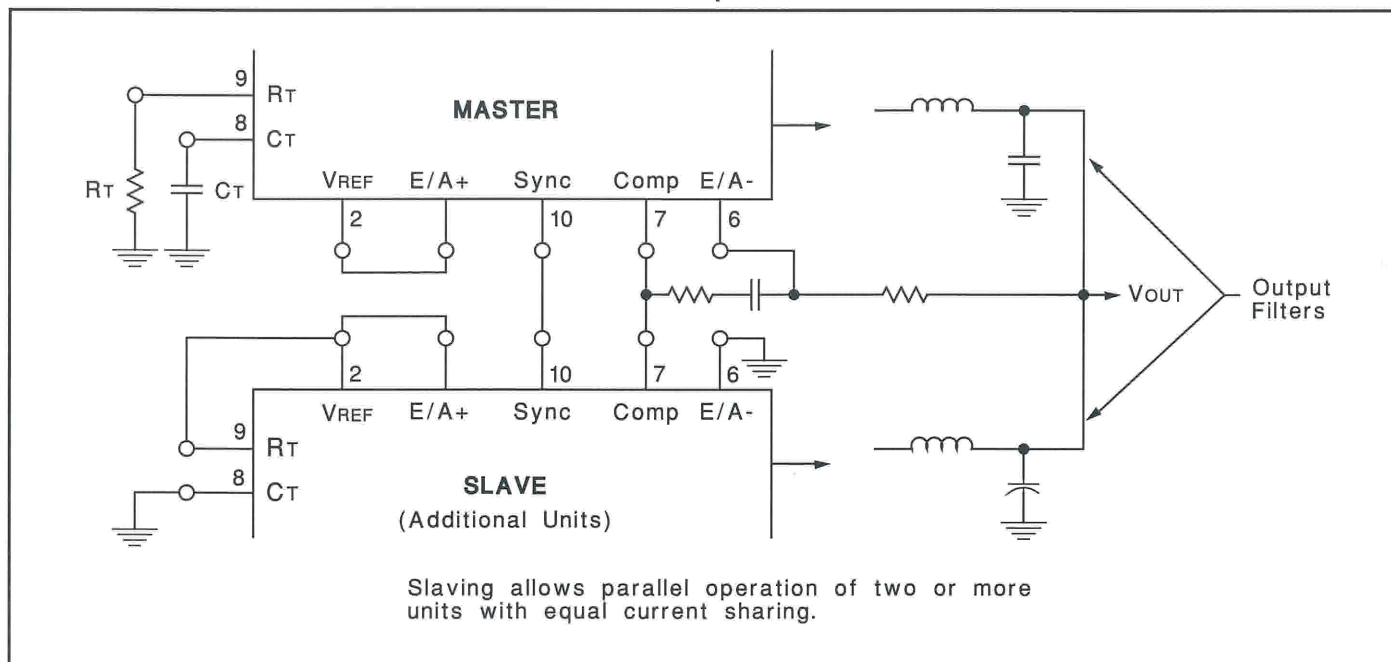 9
RT
MASTER
8
CT
RT
CT
VREF E/A+ Sync Comp E/A-
2 10 7 6
VOUT
Output
Filters
2 10 7 6
VREF E/A+ Sync Comp E/A-
9
RT
8
CT
SLAVE
(Additional Units)
Slaving allows parallel operation of two or more
units with equal current sharing.